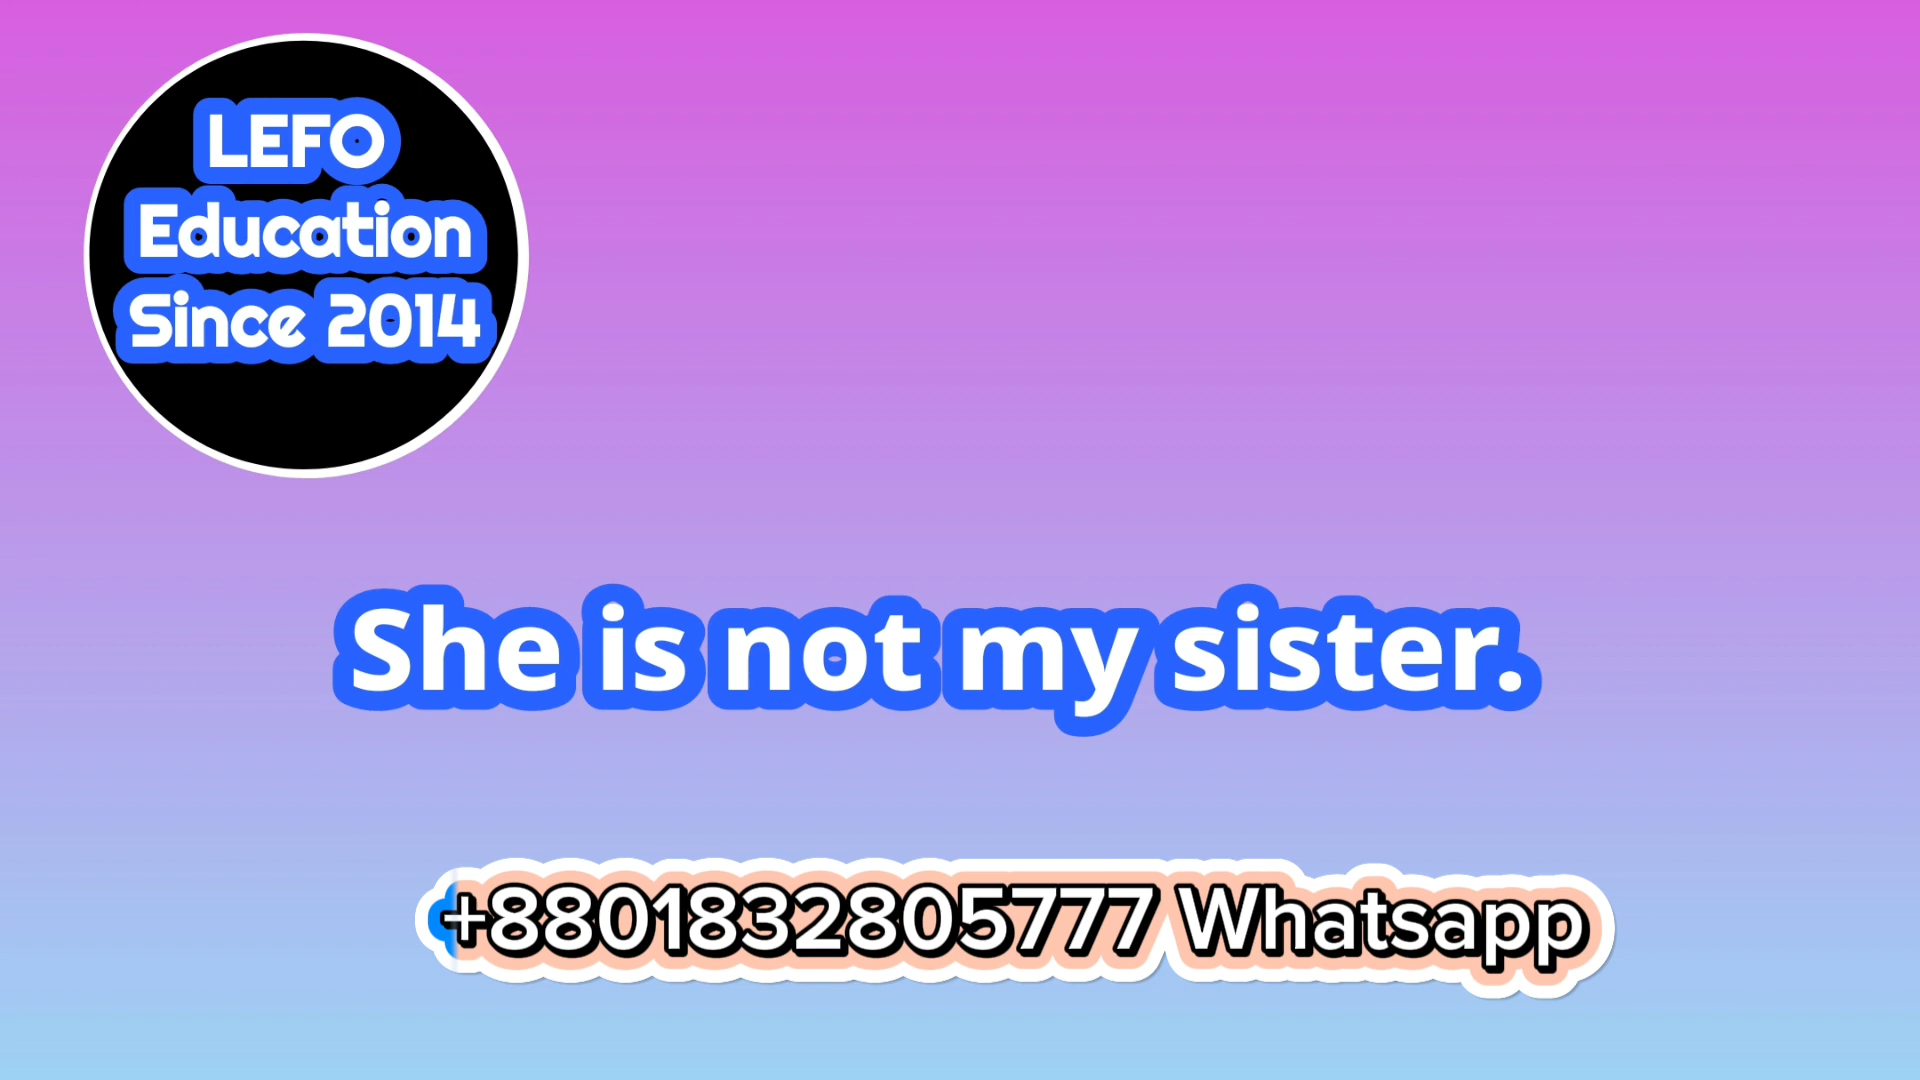 LEFO
Education
Since 2014
She is not my sister.
+8801832805777 Whatsapp